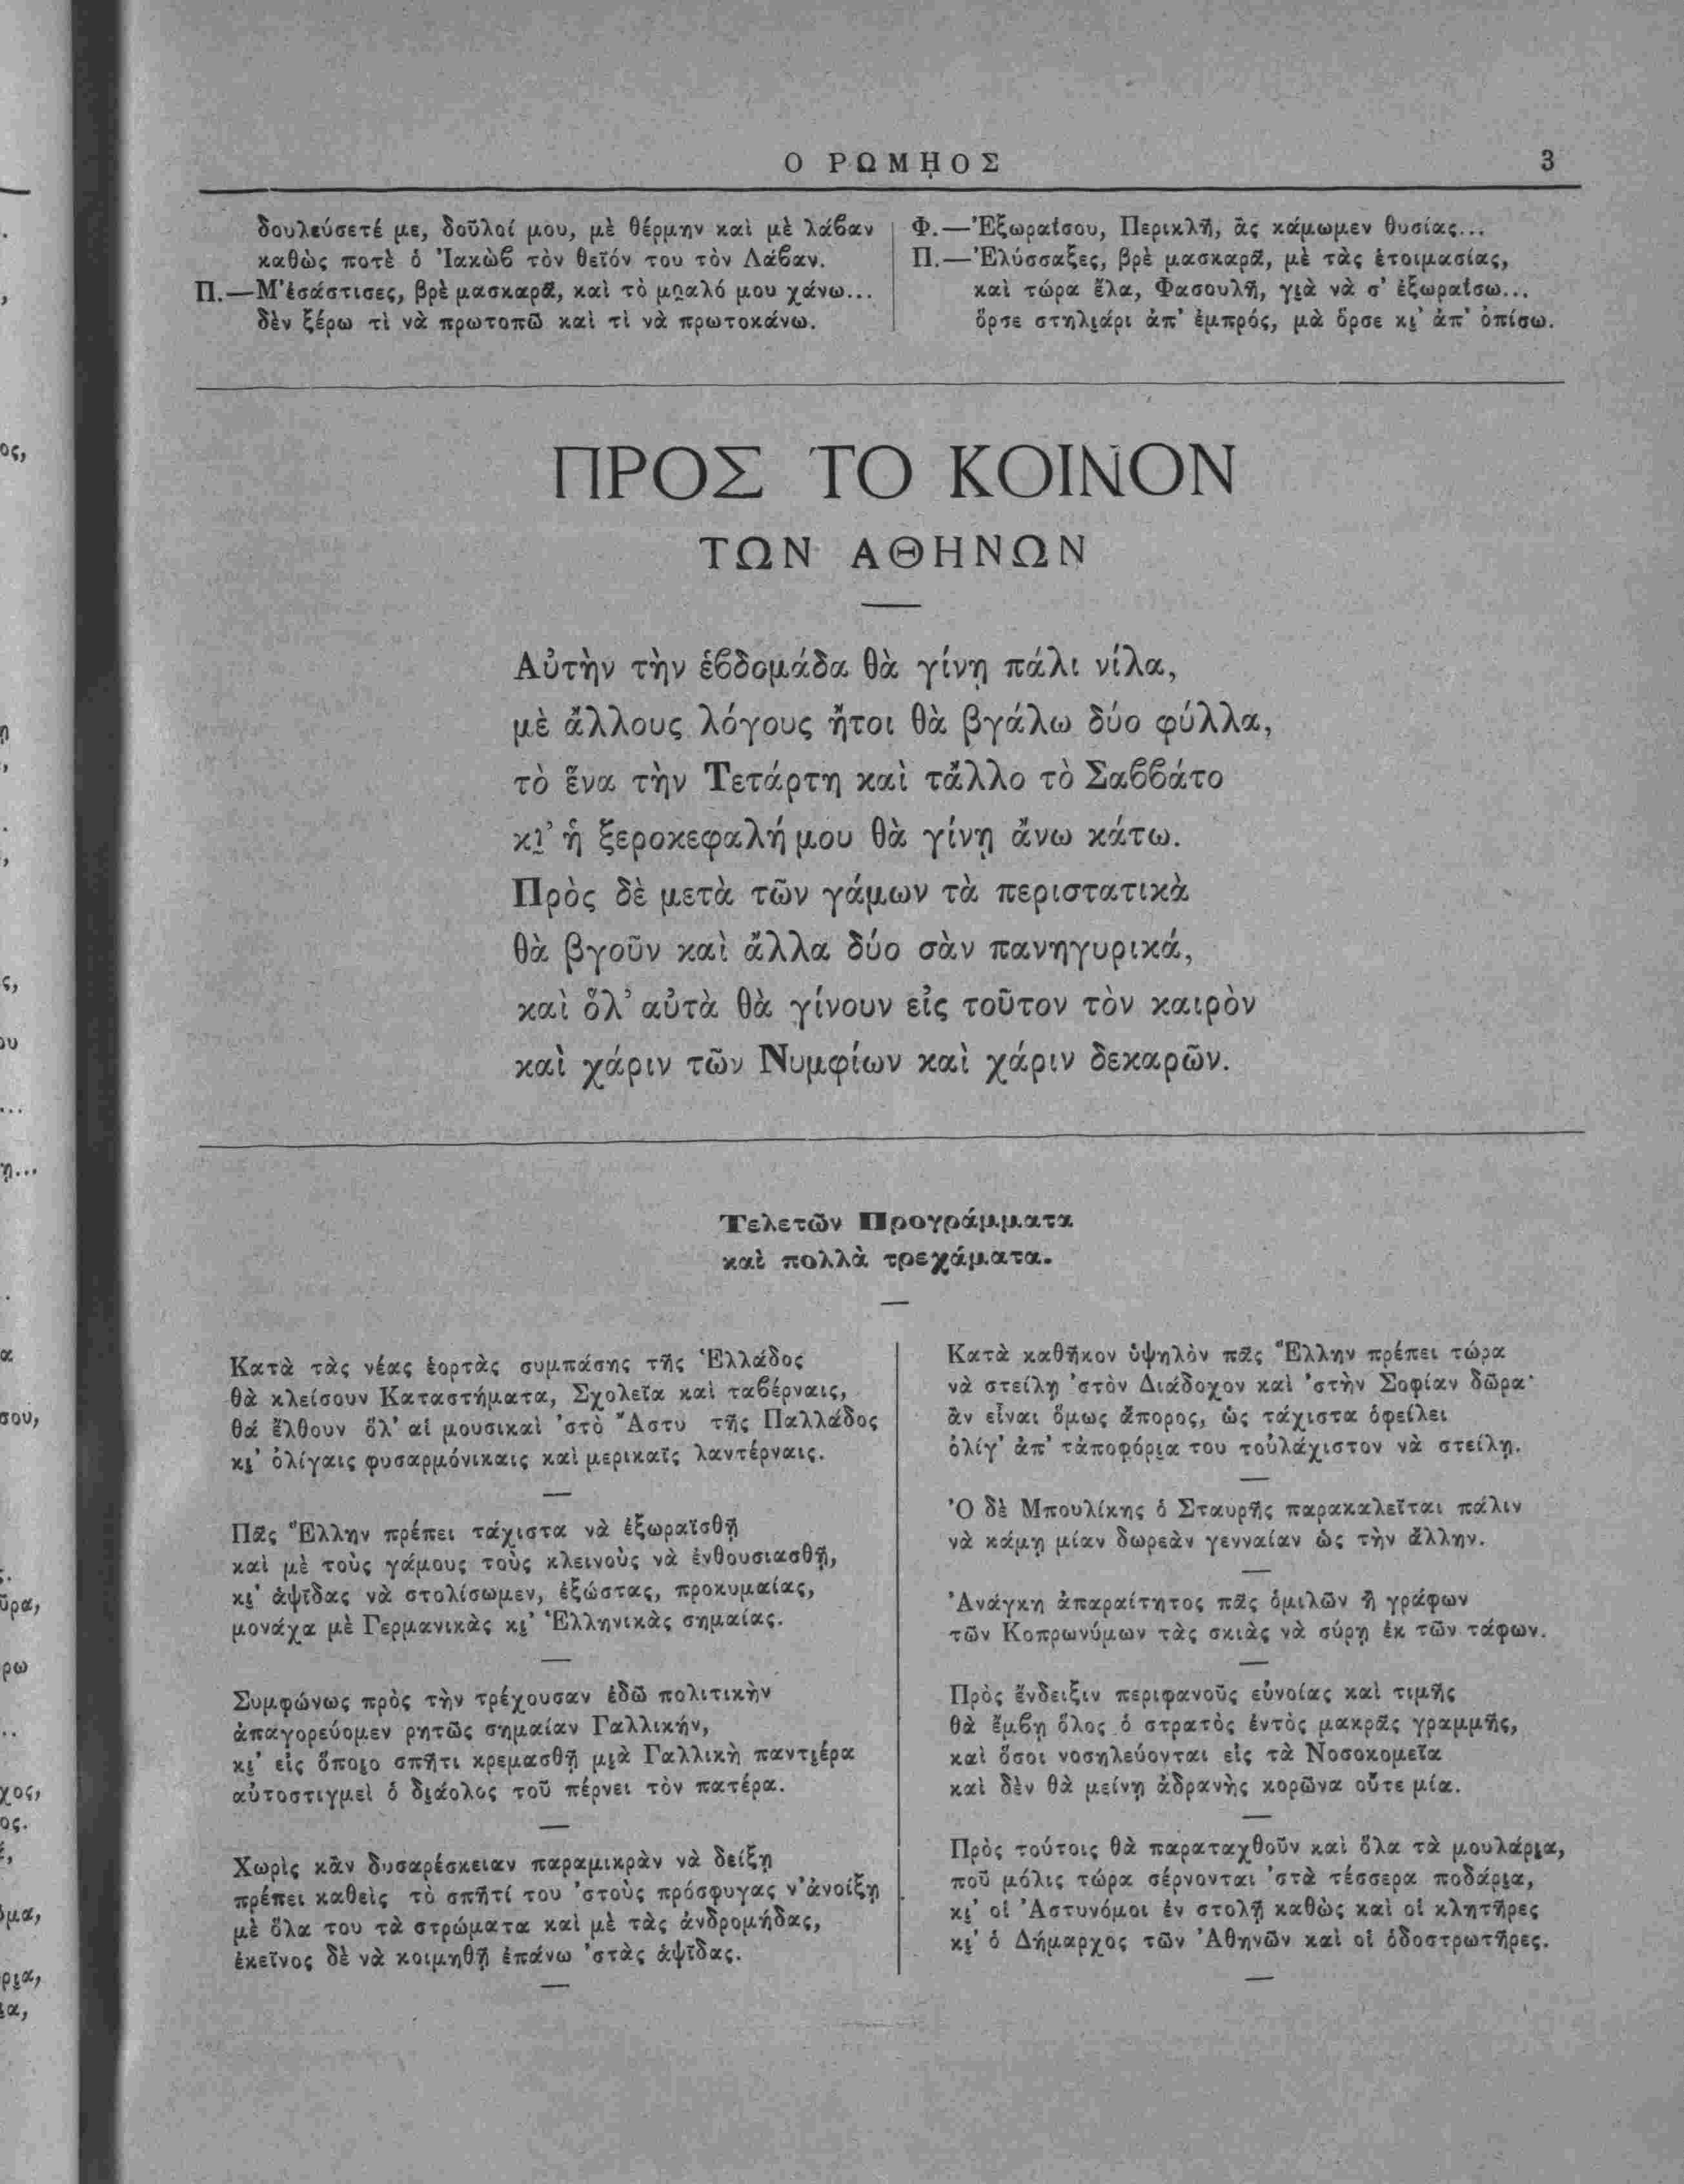 Ο ΡΩΜΗΟΣ
3
δουλεύσετέ με, δοῦλοί μου, μὲ θέρμην καὶ μὲ λάβαν
καθὼς ποτὲ ὁ Ἰακὼβ τὸν θεῖόν του τὸν Λάβαν.
Π.—Μ' ἐσάστισες, βρὲ μασκαρᾶ, καὶ τὸ μυαλό μου χάνω...
δὲν ξέρω τὶ νὰ πρωτοπῶ καὶ τὶ νὰ πρωτοκάνω.
Φ.—Ἐξωραΐσου, Περικλῆ, ἂς κάμωμεν θυσίας...
Π.—Ἐλύσσαξες, βρὲ μασκαρᾶ, μὲ τὰς ἑτοιμασίας,
καὶ τώρα ἔλα, Φασουλῆ, γι̯ὰ νὰ σ' ἐξωραΐσω...
ὅρσε στηλι̯άρι ἀπ' ἐμπρός, μὰ ὅρσε κι̯' ἀπ' ὀπίσω.
ΠΡΟΣ ΤΟ ΚΟΙΝΟΝ
ΤΩΝ ΑΘΗΝΩΝ
Αὐτὴν τὴν ἑβδομάδα θὰ γίνῃ πάλι νίλα,
μὲ ἄλλους λόγους ἤτοι θὰ βγάλω δύο φύλλα,
τὸ ἕνα τὴν Τετάρτη καὶ τἄλλο τὸ Σαββάτο
κι̯' ἡ ξεροκεφαλή μου θὰ γίνῃ ἄνω κάτω.
Πρὸς δὲ μετὰ τῶν γάμων τὰ περιστατικὰ
θὰ βγοῦν καὶ ἄλλα δύο σὰν πανηγυρικά,
καὶ ὅλ' αὐτὰ θὰ γίνουν εἰς τοῦτον τὸν καιρὸν
καὶ χάριν τῶν Νυμφίων καὶ χάριν δεκαρῶν.
Τελετῶν Προγράμματα
καὶ πολλὰ τρεχάματα.
Κατὰ τὰς νέας ἑορτὰς συμπάσης τῆς Ἑλλάδος
θὰ κλείσουν Καταστήματα, Σχολεῖα καὶ ταβέρναις,
θά ἔλθουν ὅλ' αἱ μουσικαὶ 'στὸ Ἄστυ τῆς Παλλάδος
κι̯' ὀλίγαις φυσαρμόνικαις καὶ μερικαῖς λαντέρναις.
Πᾶς Ἕλλην πρέπει τάχιστα νὰ ἐξωραϊσθῇ
καὶ μὲ τοὺς γάμους τοὺς κλεινοὺς νὰ ἐνθουσιασθῇ,
κι̯' ἁψῖδας νὰ στολίσωμεν, ἐξώστας, προκυμαίας,
μονάχα μὲ Γερμανικὰς κι̯' Ἑλληνικὰς σημαίας.
Συμφώνως πρὸς τὴν τρέχουσαν ἐδῶ πολιτικὴν
ἀπαγορεύομεν ρητῶς σημαίαν Γαλλικήν,
κι̯' εἰς ὅποι̯ο σπῆτι κρεμασθῇ μι̯ὰ Γαλλικὴ παντι̯έρα
αὐτοστιγμεὶ ὁ δι̯άολος τοῦ πέρνει τὸν πατέρα.
Χωρὶς κἂν δυσαρέσκειαν παραμικρὰν νὰ δείξῃ
πρέπει καθεὶς τὸ σπῆτί του 'στοὺς πρόσφυγας ν' ἀνοίξῃ
μὲ ὅλα του τὰ στρώματα καὶ μὲ τὰς ἀνδρομήδας,
ἐκεῖνος δὲ νὰ κοιμηθῇ ἐπάνω 'στὰς ἁψῖδας.
Κατὰ καθῆκον ὑψηλὸν πᾶς Ἕλλην πρέπει τώρα
νὰ στείλῃ 'στὸν Διάδοχον καὶ 'στὴν Σοφίαν δῶρα·
ἂν εἶναι ὅμως ἄπορος, ὡς τάχιστα ὀφείλει
ὀλίγ' ἀπ' τἀποφόρι̯α του τοὐλάχιστον νὰ στείλῃ.
Ὁ δὲ Μπουλίκης ὁ Σταυρῆς παρακαλεῖται πάλιν
νὰ κάμῃ μίαν δωρεὰν γενναίαν ὡς τὴν ἄλλην.
Ἀνάγκη ἀπαραίτητος πᾶς ὁμιλῶν ἢ γράφων
τῶν Κοπρωνύμων τὰς σκιὰς νὰ σύρῃ ἐκ τῶν τάφων.
Πρὸς ἔνδειξιν περιφανοῦς εὐνοίας καὶ τιμῆς
θὰ ἔμβῃ ὅλος ὁ στρατὸς ἐντὸς μακρᾶς γραμμῆς,
καὶ ὅσοι νοσηλεύονται εἰς τὰ Νοσοκομεῖα
καὶ δὲν θὰ μείνῃ ἀδρανὴς κορῶνα οὔτε μία.
Πρὸς τούτοις θὰ παραταχθοῦν καὶ ὅλα τὰ μουλάρι̯α,
ποῦ μόλις τώρα σέρνονται 'στὰ τέσσερα ποδάρι̯α,
κι̯' οἱ Ἀστυνόμοι ἐν στολῇ καθὼς καὶ οἱ κλητῆρες
κι̯' ὁ Δήμαρχος τῶν Ἀθηνῶν καὶ οἱ ὁδοστρωτῆρες.